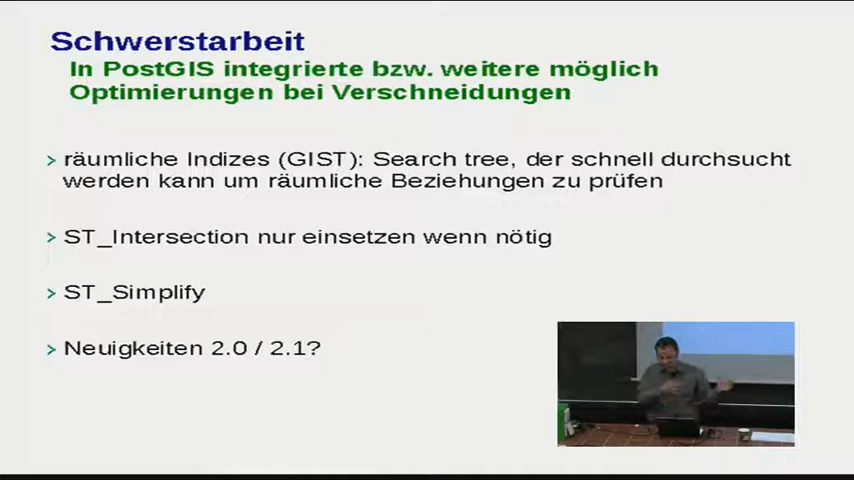 Schwerstarbeit
In PostGIS integrierte bzw. weitere möglich
Optimierungen bei Verschneidungen
> räumliche Indizes (GIST): Search tree, der schnell durchsucht
werden kann um räumliche Beziehungen zu prüfen
> ST_Intersection nur einsetzen wenn nötig
> ST_Simplify
> Neuigkeiten 2.0 / 2.1?